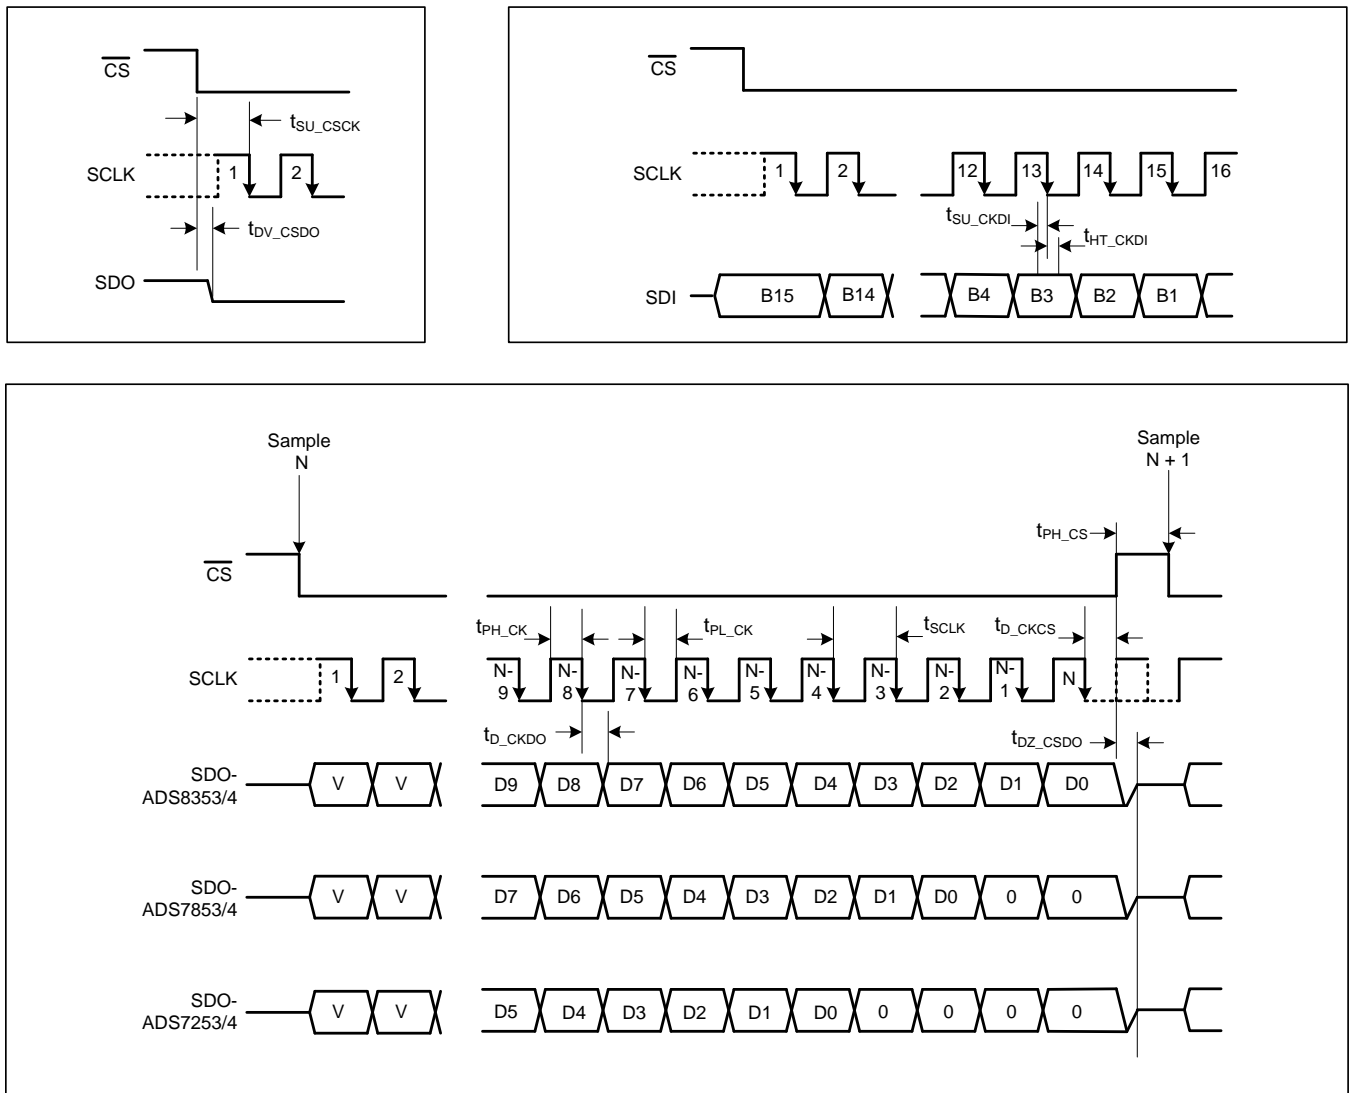 CS
SCLK
SDO
1
2
tSU_CSCK
tDV_CSDO
CS
SCLK
SDI
1
2
12
13
14
15
16
tSU_CKDI
tHT_CKDI
B15
B14
B4
B3
B2
B1
Sample
N
Sample
N + 1
tPH_CS
CS
tPH_CK
tPL_CK
tSCLK
tD_CKCS
SCLK
1
2
N-
9
N-
8
N-
7
N-
6
N-
5
N-
4
N-
3
N-
2
N-
1
N
tD_CKDO
tDZ_CSDO
SDO-
ADS8353/4
V
V
D9
D8
D7
D6
D5
D4
D3
D2
D1
D0
SDO-
ADS7853/4
V
V
D7
D6
D5
D4
D3
D2
D1
D0
0
0
SDO-
ADS7253/4
V
V
D5
D4
D3
D2
D1
D0
0
0
0
0